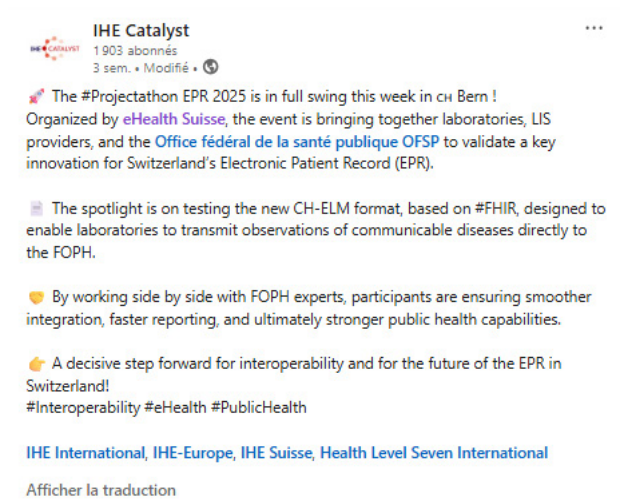 IHE CATALYST
IHE Catalyst
1 903 abonnés
3 sem. • Modifié •
🚀 The #Projectathon EPR 2025 is in full swing this week in CH Bern !
Organized by eHealth Suisse, the event is bringing together laboratories, LIS
providers, and the Office fédéral de la santé publique OFSP to validate a key
innovation for Switzerland's Electronic Patient Record (EPR).
📄 The spotlight is on testing the new CH-ELM format, based on #FHIR, designed to
enable laboratories to transmit observations of communicable diseases directly to
the FOPH.
🤝 By working side by side with FOPH experts, participants are ensuring smoother
integration, faster reporting, and ultimately stronger public health capabilities.
👉 A decisive step forward for interoperability and for the future of the EPR in
Switzerland!
#Interoperability #eHealth #PublicHealth
IHE International, IHE-Europe, IHE Suisse, Health Level Seven International
Afficher la traduction